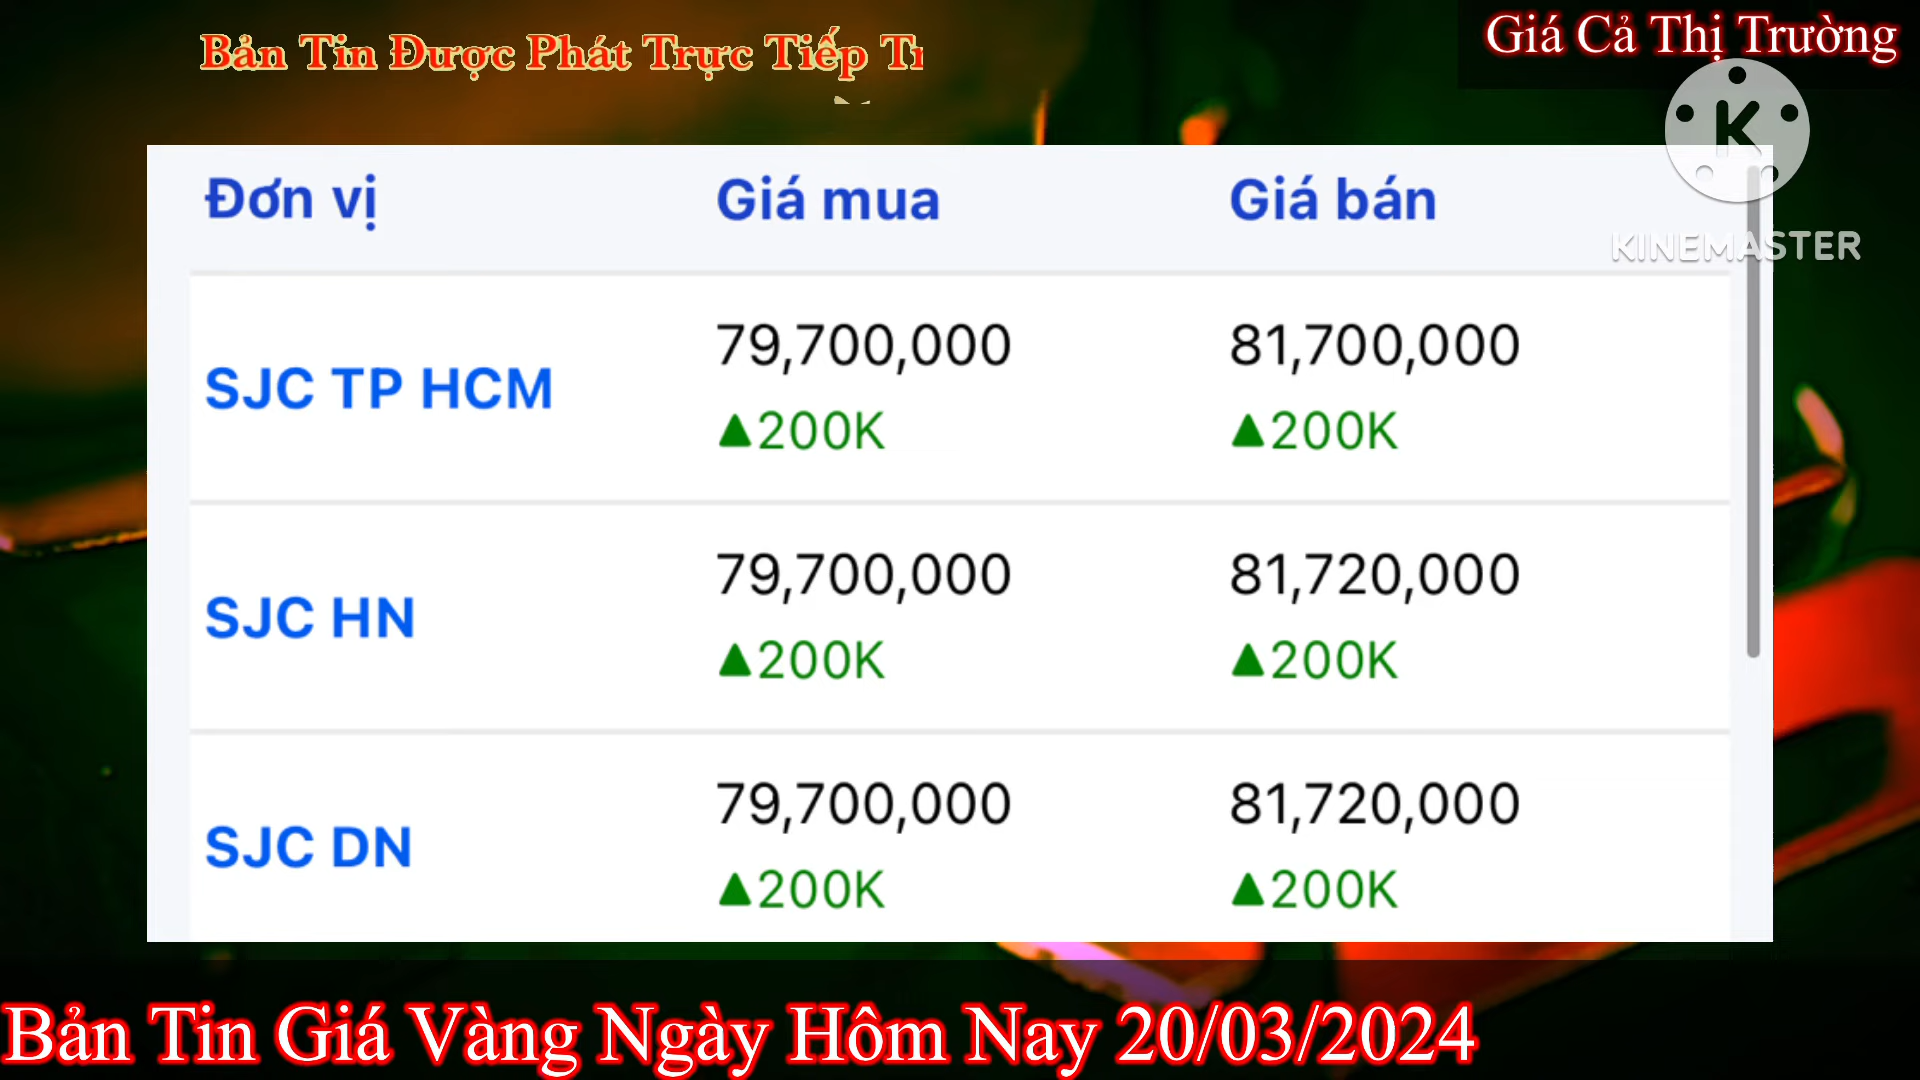 Bản Tin Được Phát Trực Tiếp
Giá Cả Thị Trường
K
KINEMASTER
Đơn vị Giá mua Giá bán
SJC TP HCM 79,700,000 81,700,000
▲200K ▲200K
SJC HN 79,700,000 81,720,000
▲200K ▲200K
SJC DN 79,700,000 81,720,000
▲200K ▲200K
Bản Tin Giá Vàng Ngày Hôm Nay 20/03/2024